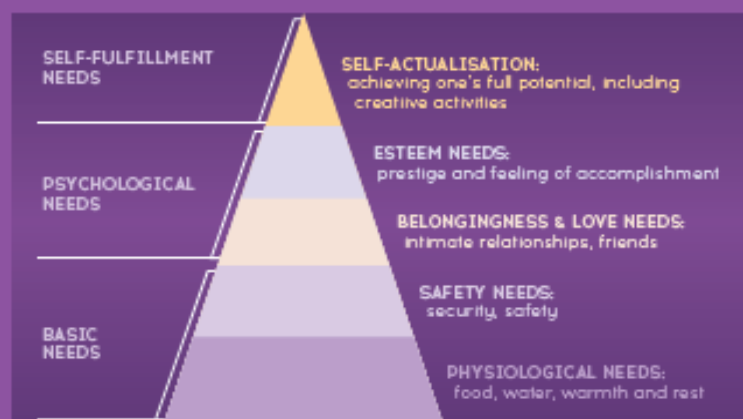 SELF-FULFILLMENT
NEEDS
SELF-ACTUALISATION:
achieving one's full potential, including
creative activities
ESTEEM NEEDS:
prestige and feeling of accomplishment
PSYCHOLOGICAL
NEEDS
BELONGINGNESS & LOVE NEEDS:
intimate relationships, friends
SAFETY NEEDS:
security, safety
BASIC
NEEDS
PHYSIOLOGICAL NEEDS:
food, water, warmth and rest